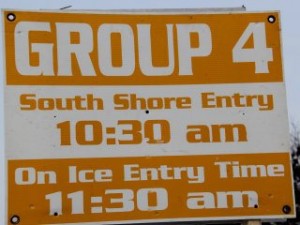 GROUP 4
South Shore Entry
10:30 am
On Ice Entry Time
11:30 am